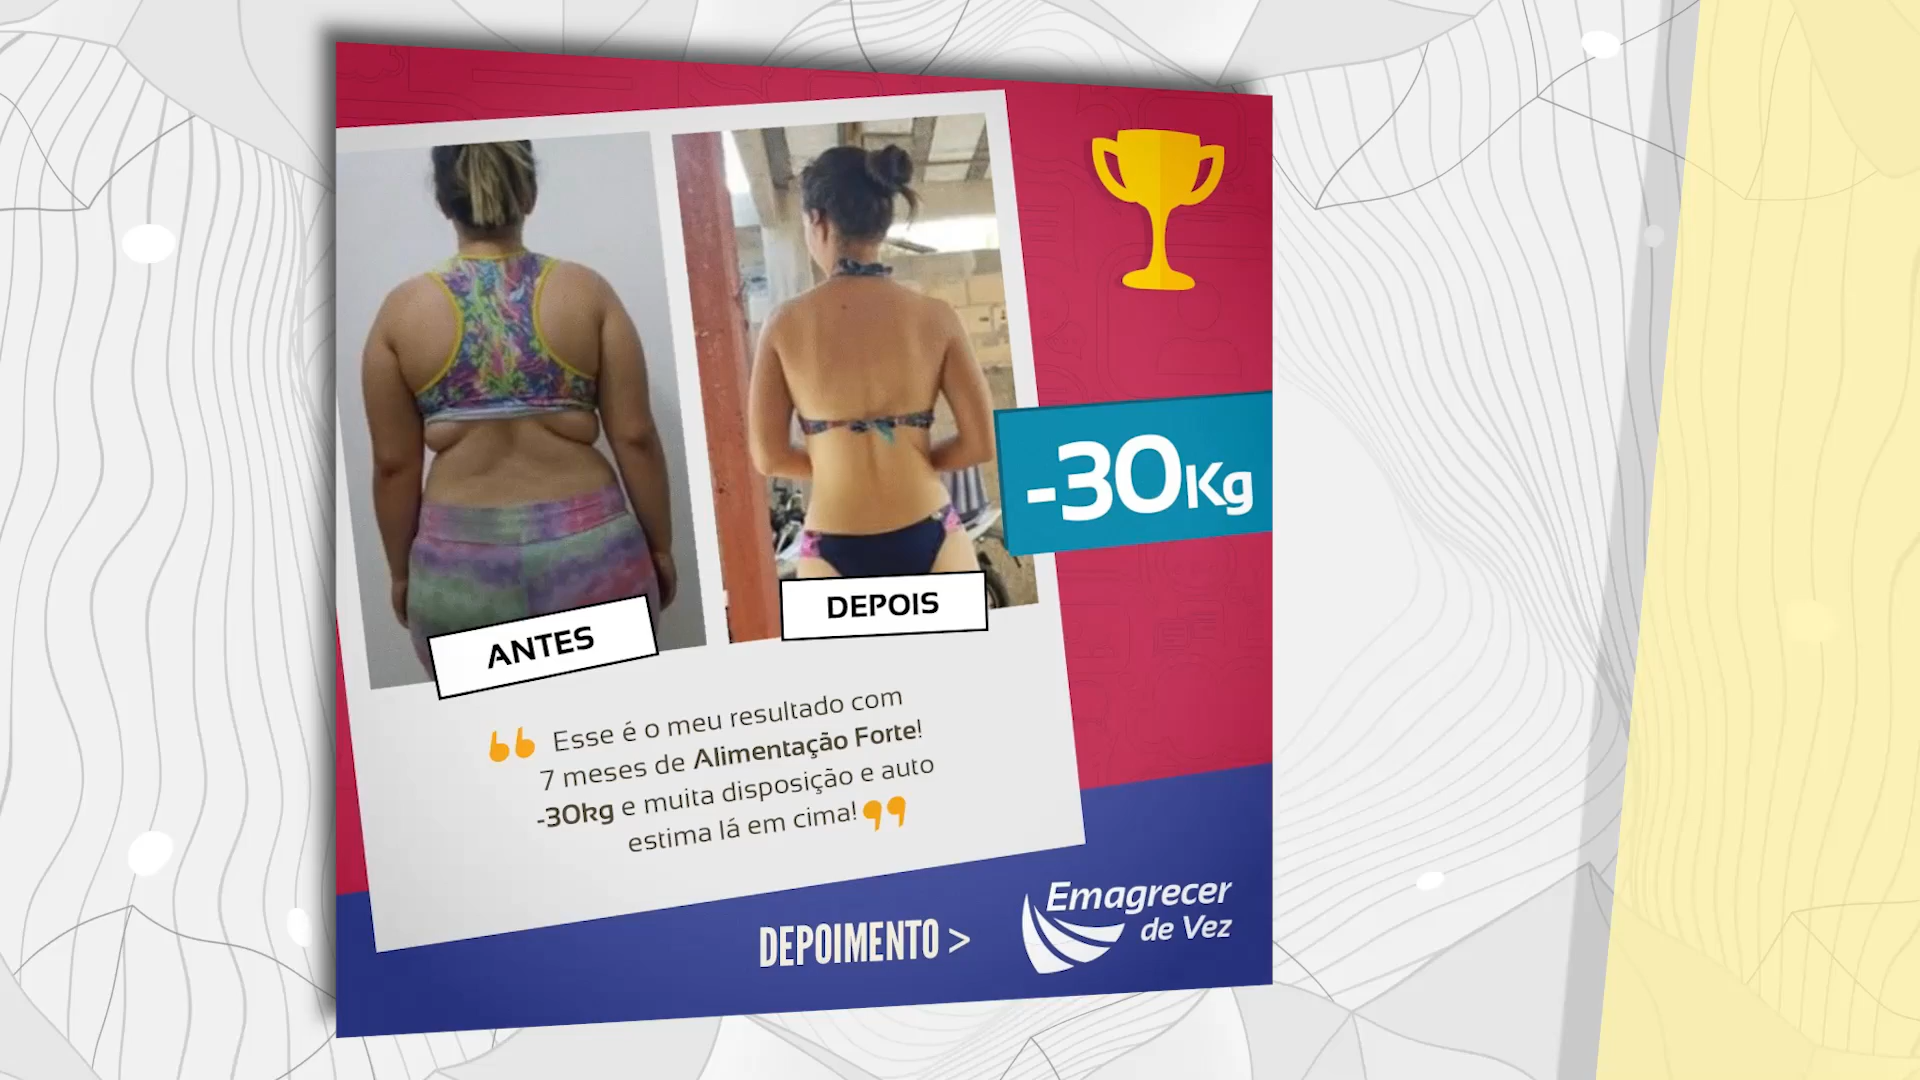 -30Kg
ANTES
DEPOIS
“ Esse é o meu resultado com
7 meses de Alimentação Forte!
-30kg e muita disposição e auto
estima lá em cima! ”
DEPOIMENTO >
Emagrecer
de Vez